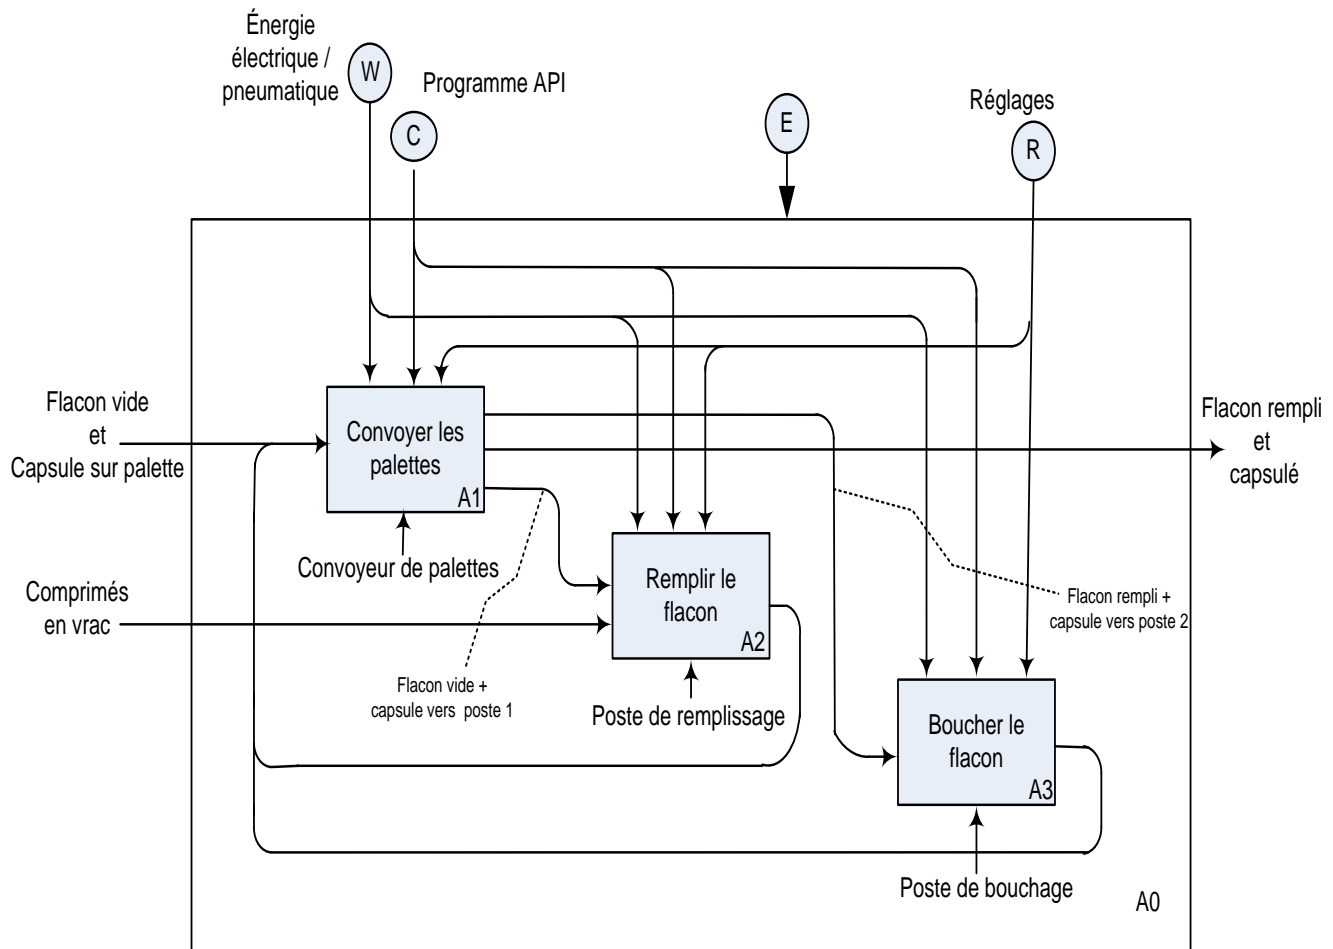 Énergie
électrique /
pneumatique
W
Programme API
C
E
Réglages
R
Flacon vide
et
Capsule sur palette
Convoyer les
palettes
A1
Flacon rempli
et
capsulé
Convoyeur de palettes
Comprimés
en vrac
Remplir le
flacon
A2
Flacon rempli +
capsule vers poste 2
Flacon vide +
capsule vers poste 1
Poste de remplissage
Boucher le
flacon
A3
Poste de bouchage
A0